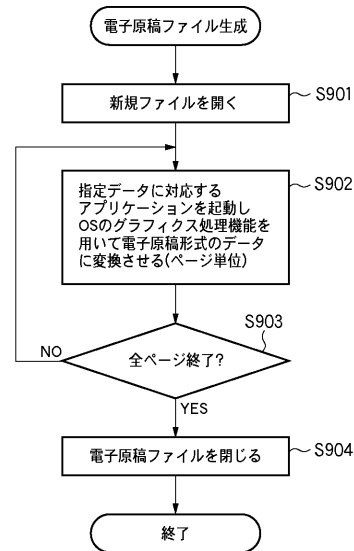 電子原稿ファイル生成
新規ファイルを開く
S901
指定データに対応する
アプリケーションを起動し
OSのグラフィクス処理機能を
用いて電子原稿形式のデータ
に変換させる(ページ単位)
S902
S903
全ページ終了?
NO
YES
電子原稿ファイルを閉じる
S904
終了